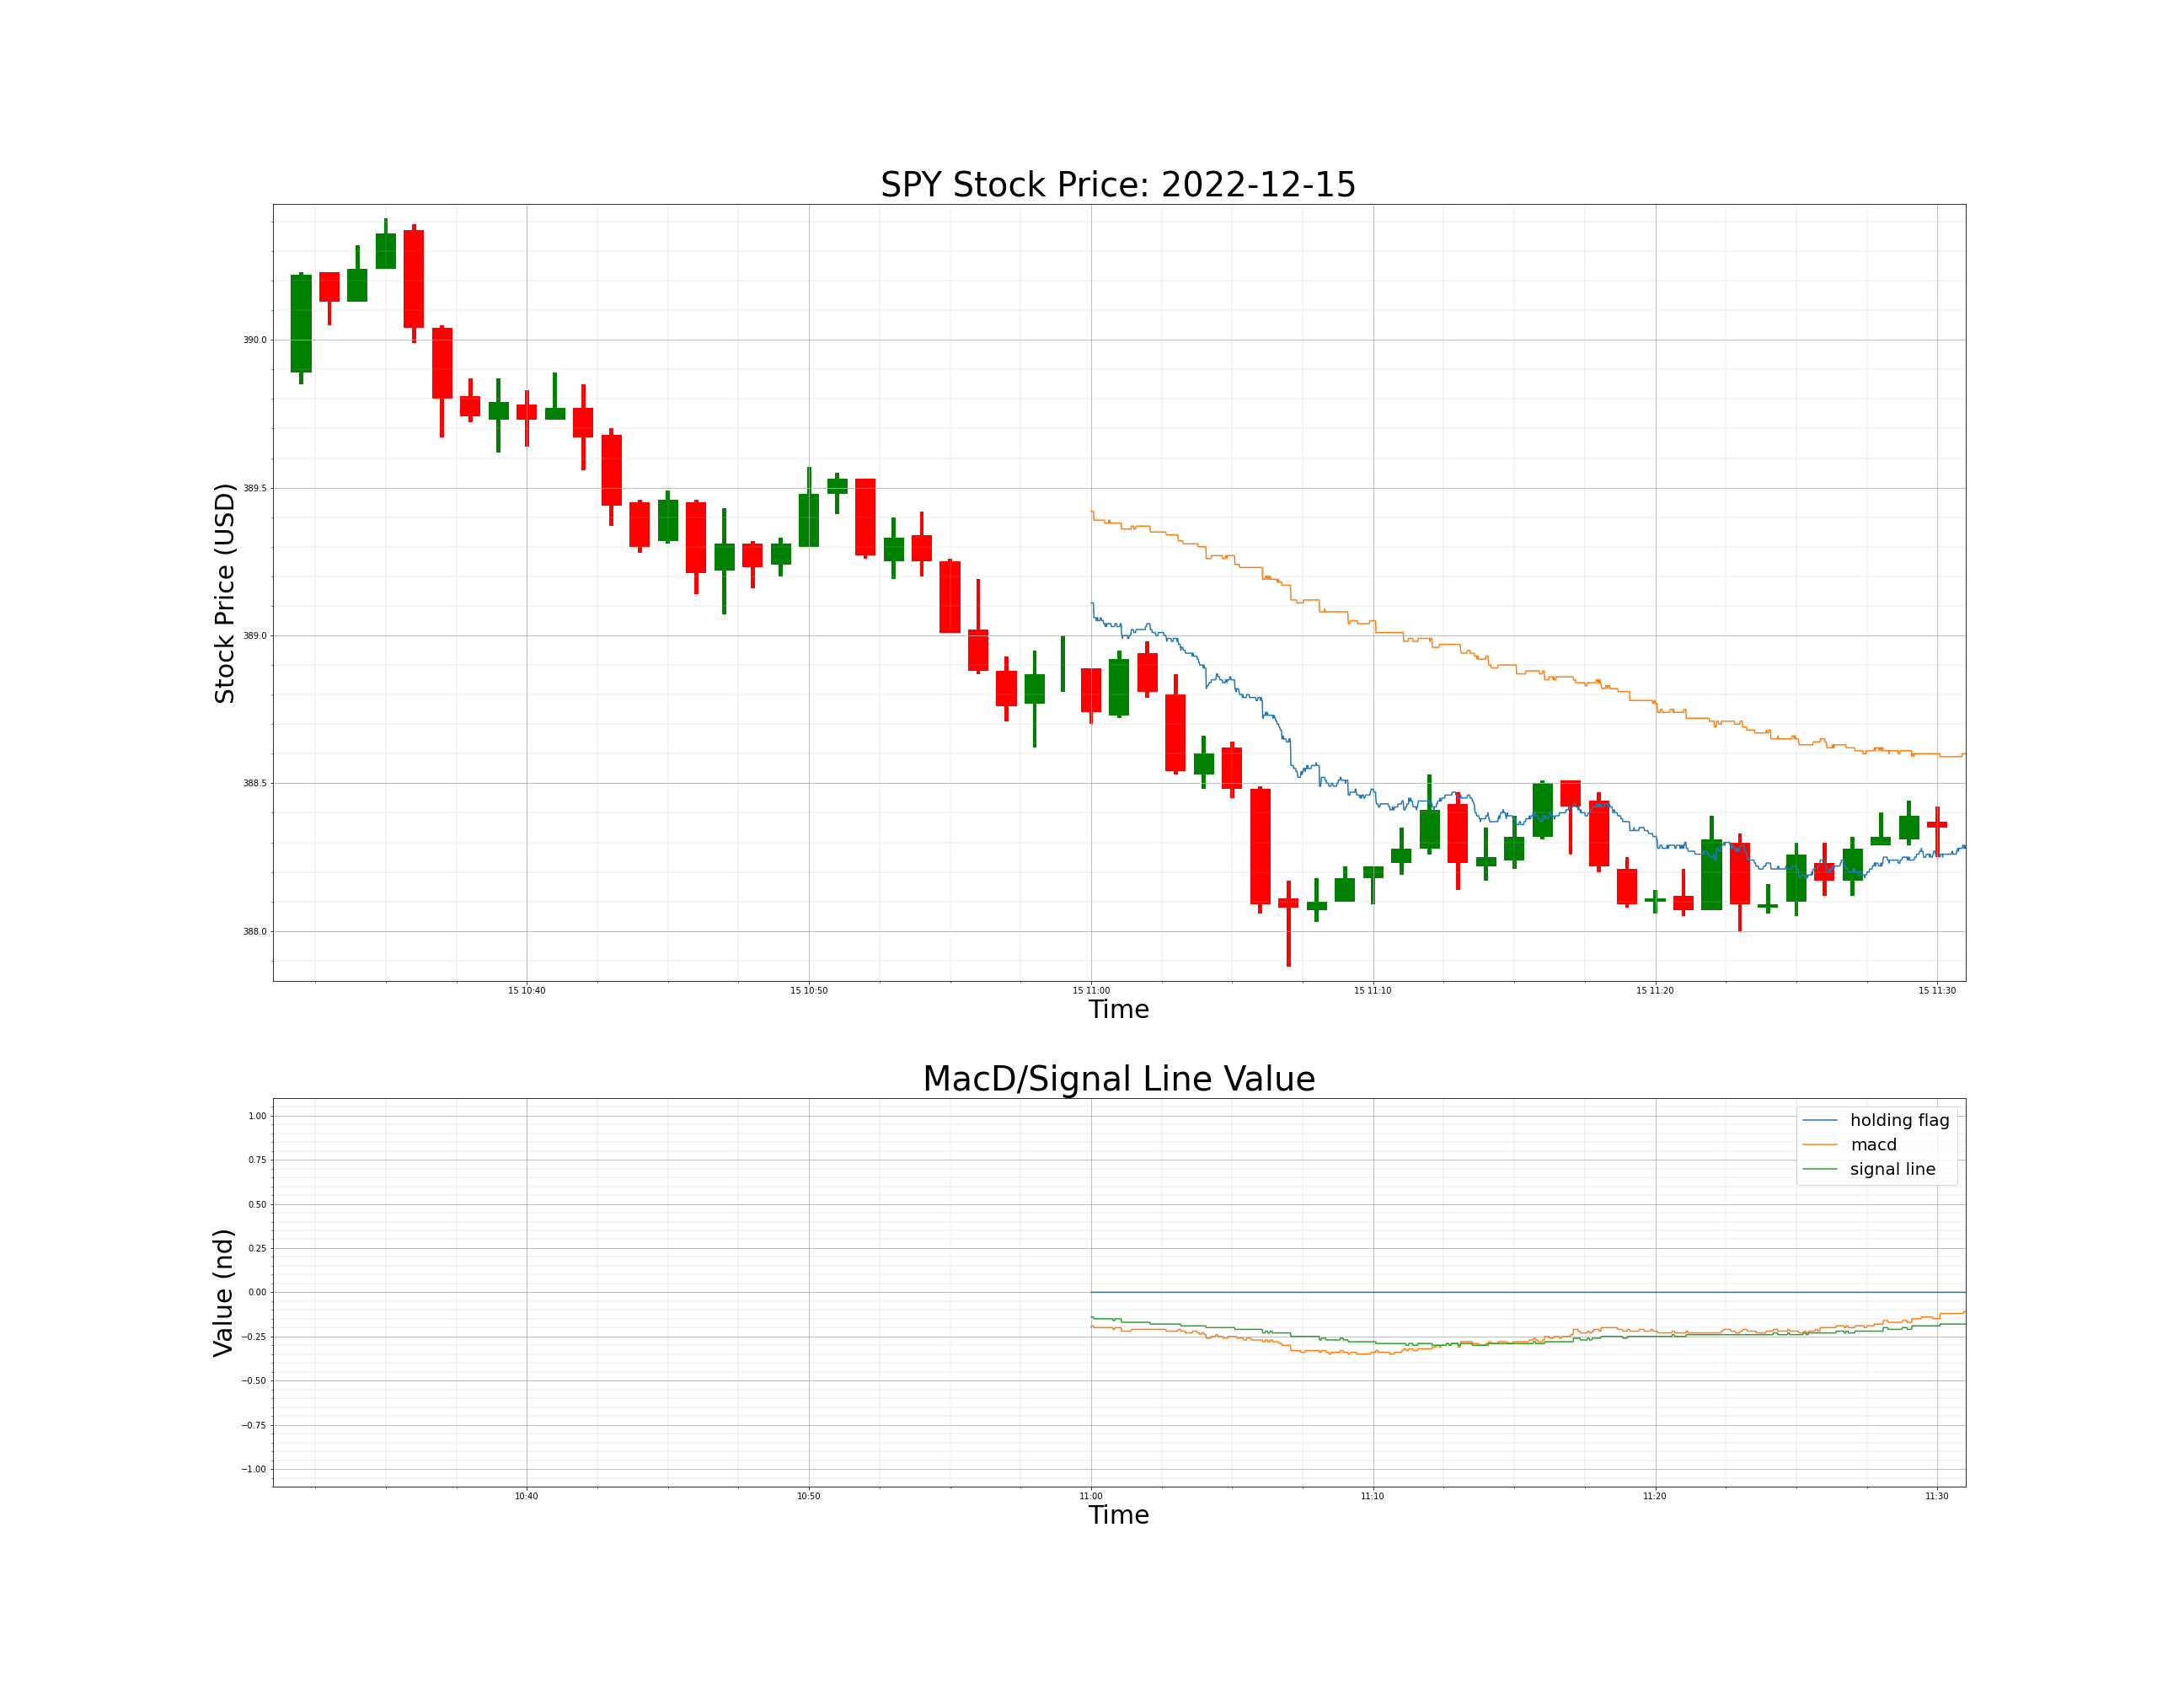 SPY Stock Price: 2022-12-15
Stock Price (USD)
390.0
389.5
389.0
388.5
388.0
15 10:40
15 10:50
15 11:00
15 11:10
15 11:20
15 11:30
Time
MacD/Signal Line Value
Value (nd)
1.00
0.75
0.50
0.25
0.00
−0.25
−0.50
−0.75
−1.00
holding flag
macd
signal line
10:40
10:50
11:00
11:10
11:20
11:30
Time